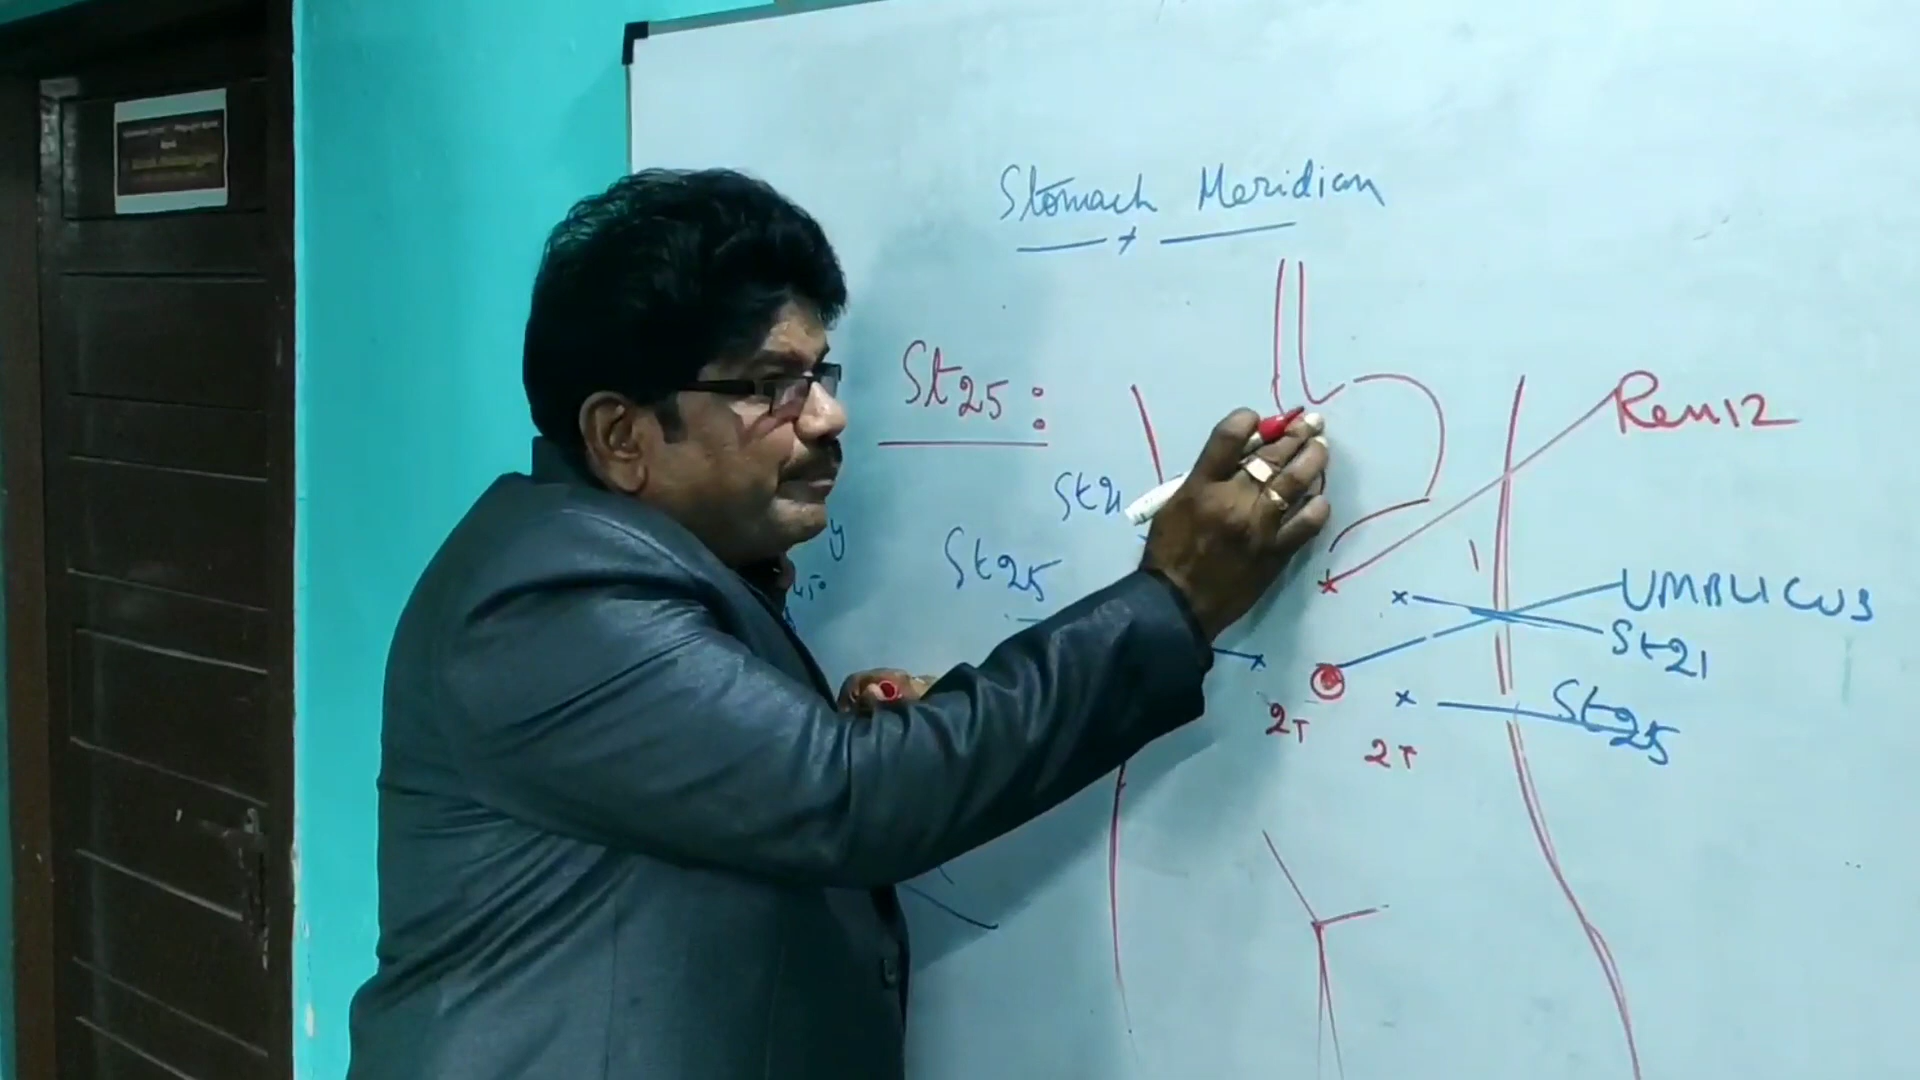 Stomach Meridian
St25 :
Ren12
St21
St25
UMBLICUS
St21
St25
2T
2T